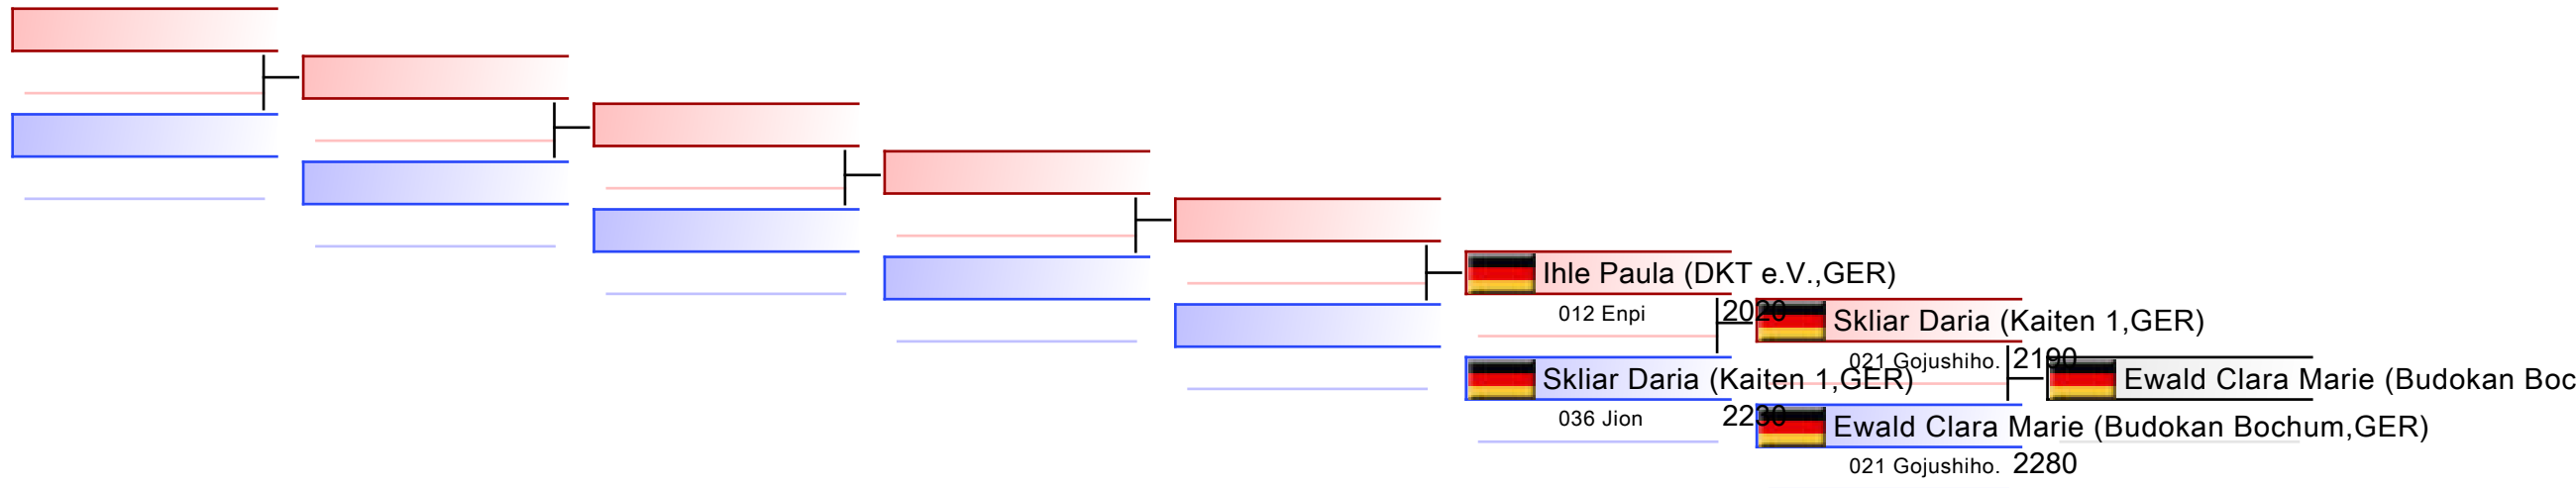 Ihle Paula (DKT e.V.,GER)
012 Enpi 2020
Skliar Daria (Kaiten 1,GER)
036 Jion 2230
Skliar Daria (Kaiten 1,GER)
021 Gojushiho. 2190
Ewald Clara Marie (Budokan Bochum,GER)
021 Gojushiho. 2280
Ewald Clara Marie (Budokan Boc